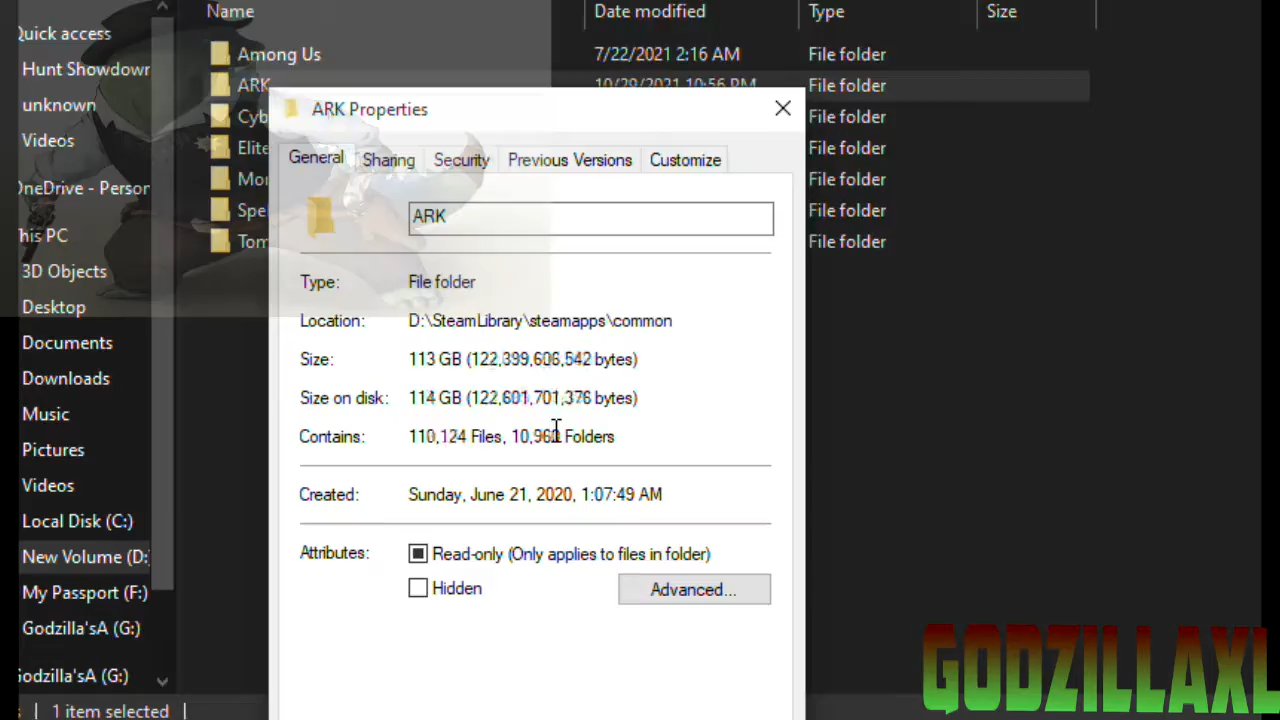 Name Date modified Type Size
Quick access
Among Us 7/22/2021 2:16 AM File folder
Hunt Showdown
ARK 10/29/2021 10:56 PM File folder
unknown
Cyb File folder
Videos
Elite File folder
OneDrive - Person
Mor File folder
Spe File folder
This PC
Tom File folder
3D Objects
Desktop
Documents
Downloads
Music
Pictures
Videos
Local Disk (C:)
New Volume (D:)
My Passport (F:)
Godzilla'sA (G:)
Godzilla'sA (G:)
1 item selected
ARK Properties
General Sharing Security Previous Versions Customize
ARK
Type: File folder
Location: D:\SteamLibrary\steamapps\common
Size: 113 GB (122,399,606,542 bytes)
Size on disk: 114 GB (122,601,701,376 bytes)
Contains: 110,124 Files, Folders
Created: Sunday, June 21, 2020, 1:07:49 AM
Attributes: Read-only (Only applies to files in folder)
Hidden
Advanced...
GODZILLAXL